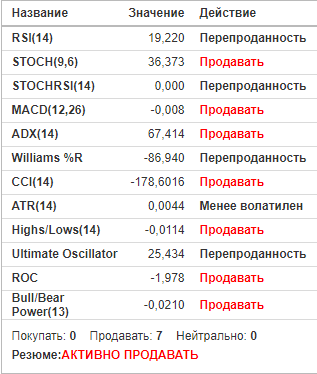 Название Значение Действие
RSI(14) 19,220 Перепроданность
STOCH(9,6) 36,373 Продавать
STOCHRSI(14) 0,000 Перепроданность
MACD(12,26) -0,008 Продавать
ADX(14) 67,414 Продавать
Williams %R -86,940 Перепроданность
CCI(14) -178,6016 Продавать
ATR(14) 0,0044 Менее волатилен
Highs/Lows(14) -0,0114 Продавать
Ultimate Oscillator 25,434 Перепроданность
ROC -1,978 Продавать
Bull/Bear
Power(13) -0,0210 Продавать
Покупать: 0 Продавать: 7 Нейтрально: 0
Резюме:АКТИВНО ПРОДАВАТЬ